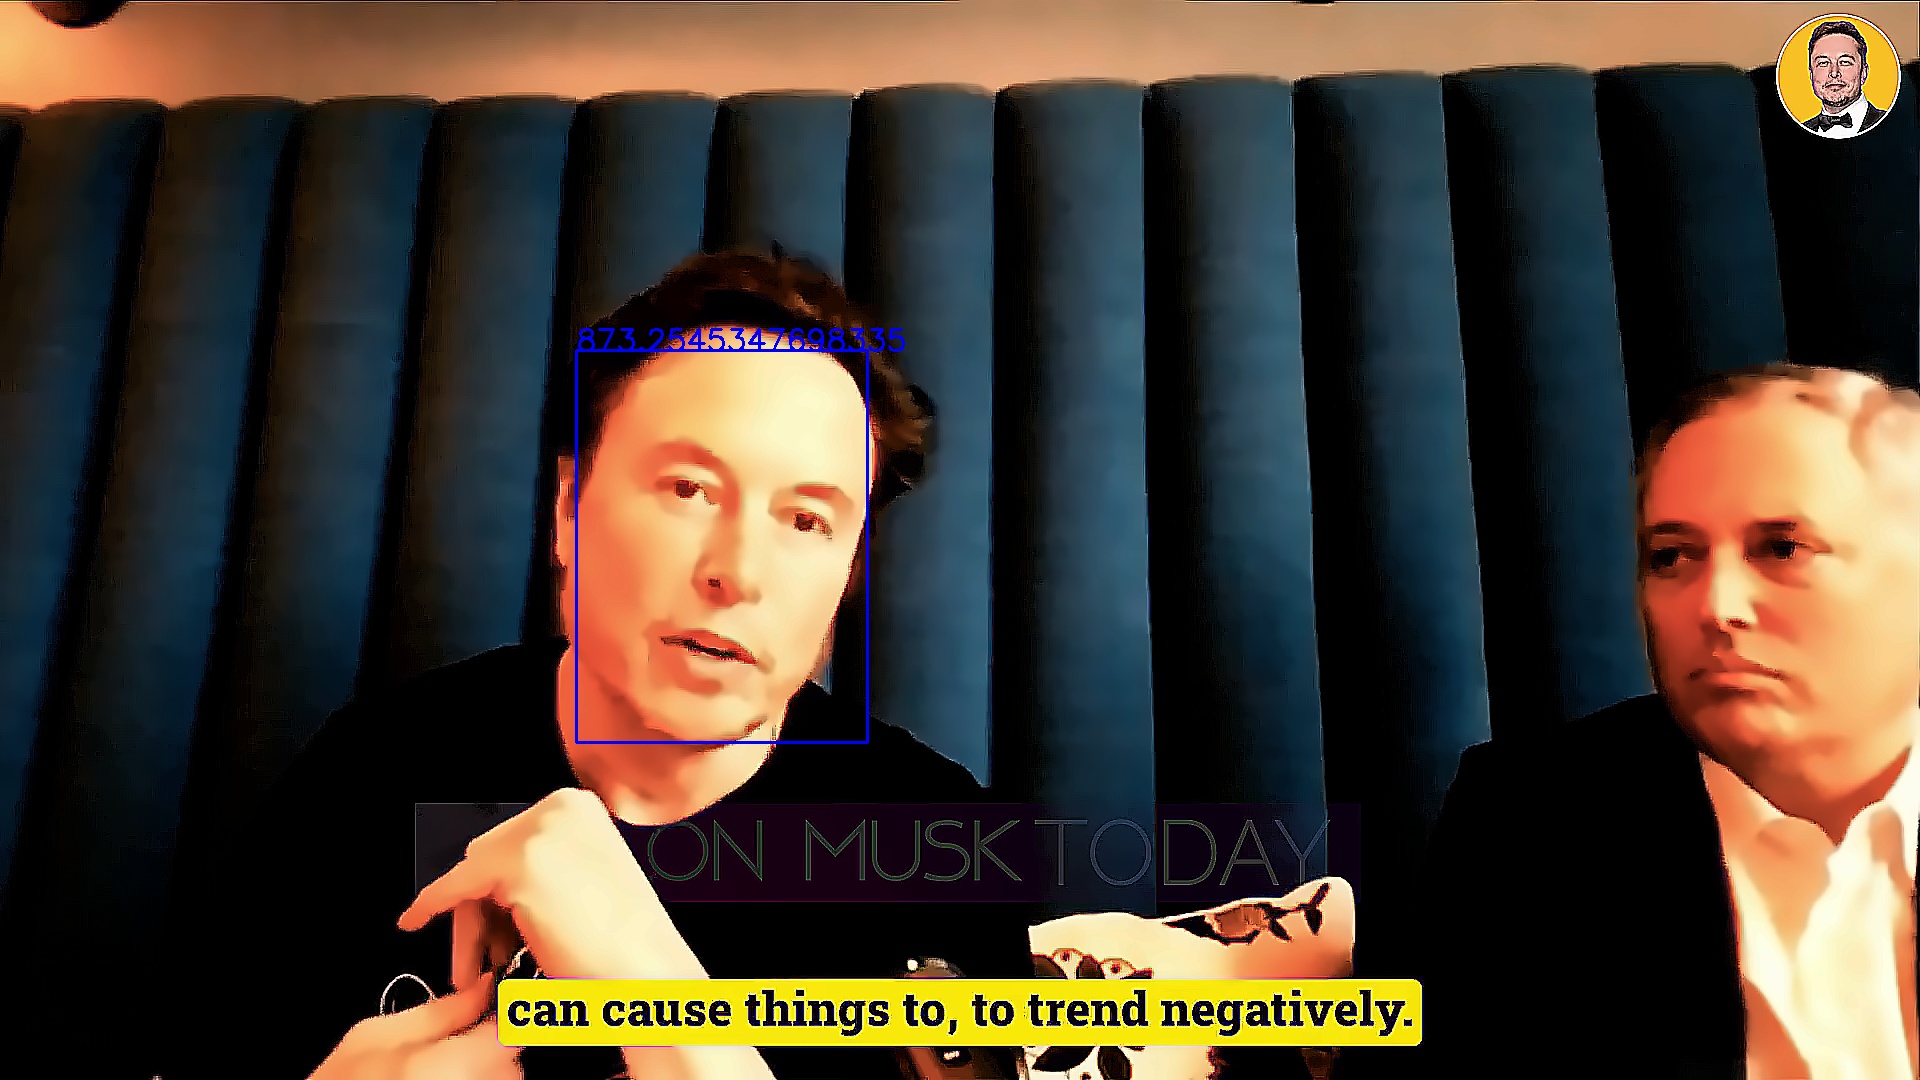 873.2545347698335
ON MUSK TODAY
can cause things to, to trend negatively.